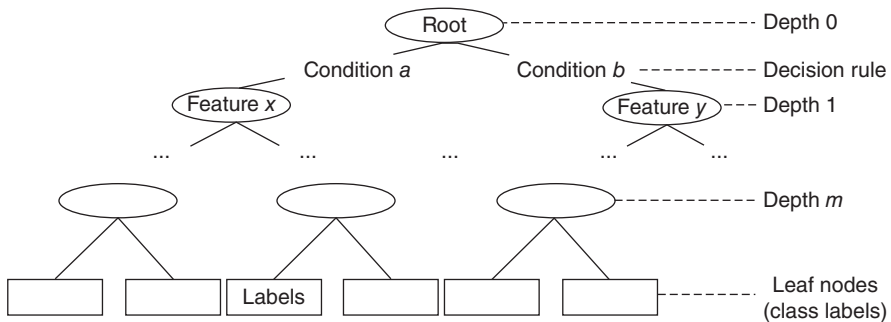 Root
Depth 0
Condition a
Condition b
Decision rule
Feature x
Feature y
Depth 1
... ... ... ... ...
Depth m
Labels
Leaf nodes
(class labels)